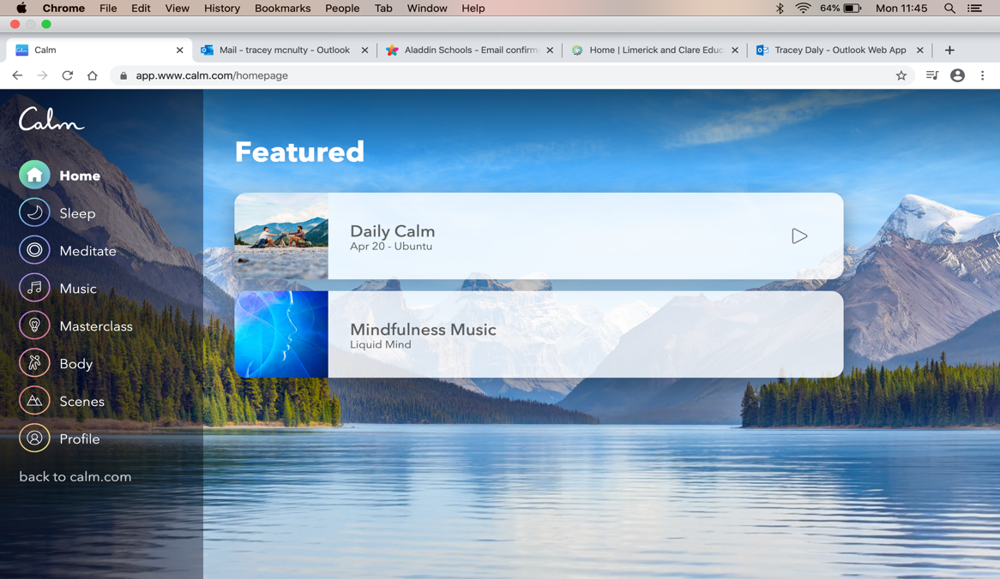 Chrome File Edit View History Bookmarks People Tab Window Help 64% Mon 11:45
Calm Mail - tracey mcnulty - Outlook Aladdin Schools - Email confirm Home | Limerick and Clare Educ Tracey Daly - Outlook Web App
app.www.calm.com/homepage
Calm
Home
Sleep
Meditate
Music
Masterclass
Body
Scenes
Profile
back to calm.com
Featured
Daily Calm
Apr 20 - Ubuntu
Mindfulness Music
Liquid Mind